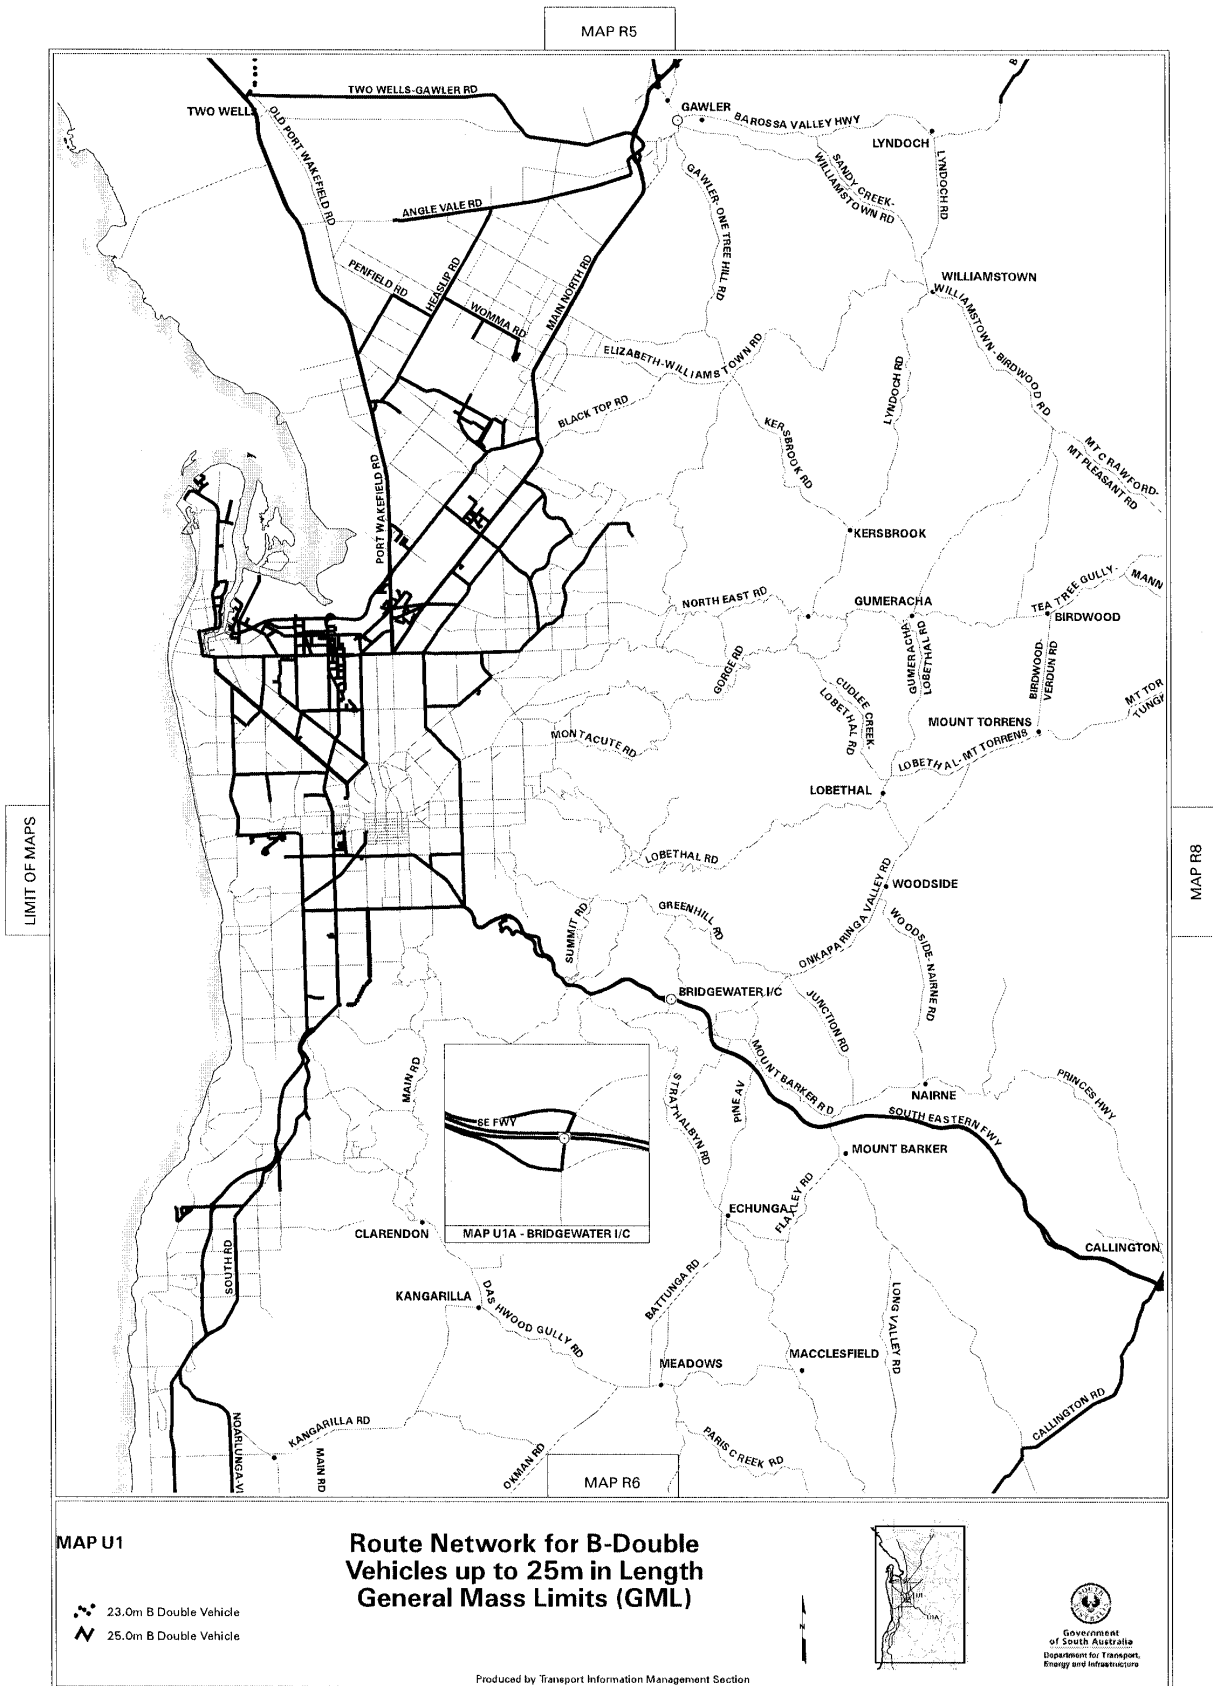 MAP R5
TWO WELLS-GAWLER RD
TWO WELLS
OLD PORT WAKEFIELD RD
GAWLER
BAROSSA VALLEY HWY
LYNDOCH
SANDY CREEK-
WILLIAMSTOWN RD
LYNDOCH RD
GAWLER- ONE TREE HILL RD
ANGLE VALE RD
PENFIELD RD
HEASLIP RD
WOMMA RD
MAIN NORTH RD
WILLIAMSTOWN
WILLIAMSTOWN - BIRDWOOD RD
ELIZABETH-WILLIAMSTOWN RD
LYNDOCH RD
BLACK TOP RD
KERSBROOK RD
MT CRAWFORD-
MT PLEASANT RD
PORT WAKEFIELD RD
KERSBROOK
NORTH EAST RD
GUMERACHA
TEA TREE GULLY-
MANN
BIRDWOOD
GORGE RD
GUMERACHA
LOBETHAL RD
BIRDWOOD
VERDUN RD
CUDLEE CREEK-
LOBETHAL RD
MT TOR
TUNGK
MOUNT TORRENS
MONTACUTE RD
LOBETHAL-MT TORRENS
LOBETHAL
LIMIT OF MAPS
MAP R8
LOBETHAL RD
WOODSIDE
ONKAPARINGA VALLEY RD
SUMMIT RD
GREENHILL RD
WOODSIDE-NAIRNE RD
BRIDGEWATER I/C
JUNCTION RD
MAIN RD
MOUNT BARKER RD
STRATHALBYN RD
PINE AV
NAIRNE
PRINCES HWY
SOUTH EASTERN FWY
SE FWY
MOUNT BARKER
MAP U1A - BRIDGEWATER I/C
ECHUNGA
FLAXLEY RD
CLARENDON
CALLINGTON
SOUTH RD
BATTUNGA RD
KANGARILLA
DASHWOOD GULLY RD
LONG VALLEY RD
MEADOWS
MACCLESFIELD
NOARLUNGA-VI
KANGARILLA RD
MAIN RD
OKMAN RD
PARIS CREEK RD
CALLINGTON RD
MAP R6
MAP U1
Route Network for B-Double
Vehicles up to 25m in Length
General Mass Limits (GML)
23.0m B Double Vehicle
25.0m B Double Vehicle
N
U1
U1A
Government
of South Australia
Department for Transport,
Energy and Infrastructure
Produced by Transport Information Management Section